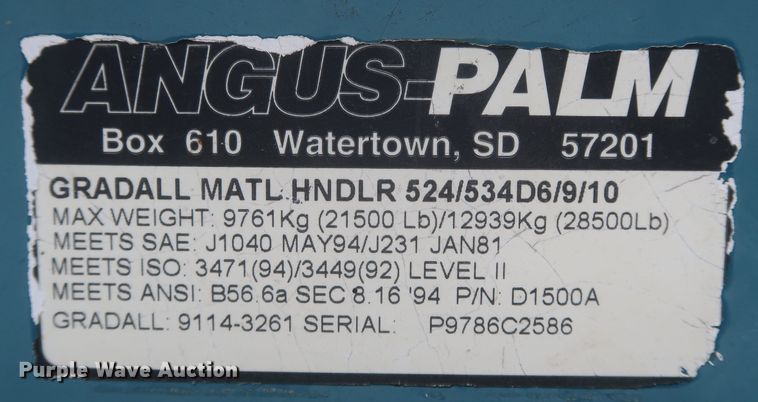 ANGUS-PALM
Box 610 Watertown, SD 57201
GRADALL MATL HNDLR 524/534D6/9/10
MAX WEIGHT: 9761Kg (21500 Lb)/12939Kg (28500Lb)
MEETS SAE: J1040 MAY94/J231 JAN81
MEETS ISO: 3471(94)/3449(92) LEVEL II
MEETS ANSI: B56.6a SEC 8.16 '94 P/N: D1500A
GRADALL: 9114-3261 SERIAL: P9786C2586
Purple Wave Auction